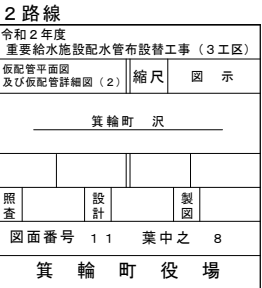 2路線
令和2年度
重要給水施設配水管布設替工事(3工区)
仮配管平面図
及び仮配管詳細図(2)
縮尺 図示
箕輪町 沢
照査 設計 製図
図面番号 11 葉中之 8
箕輪町役場